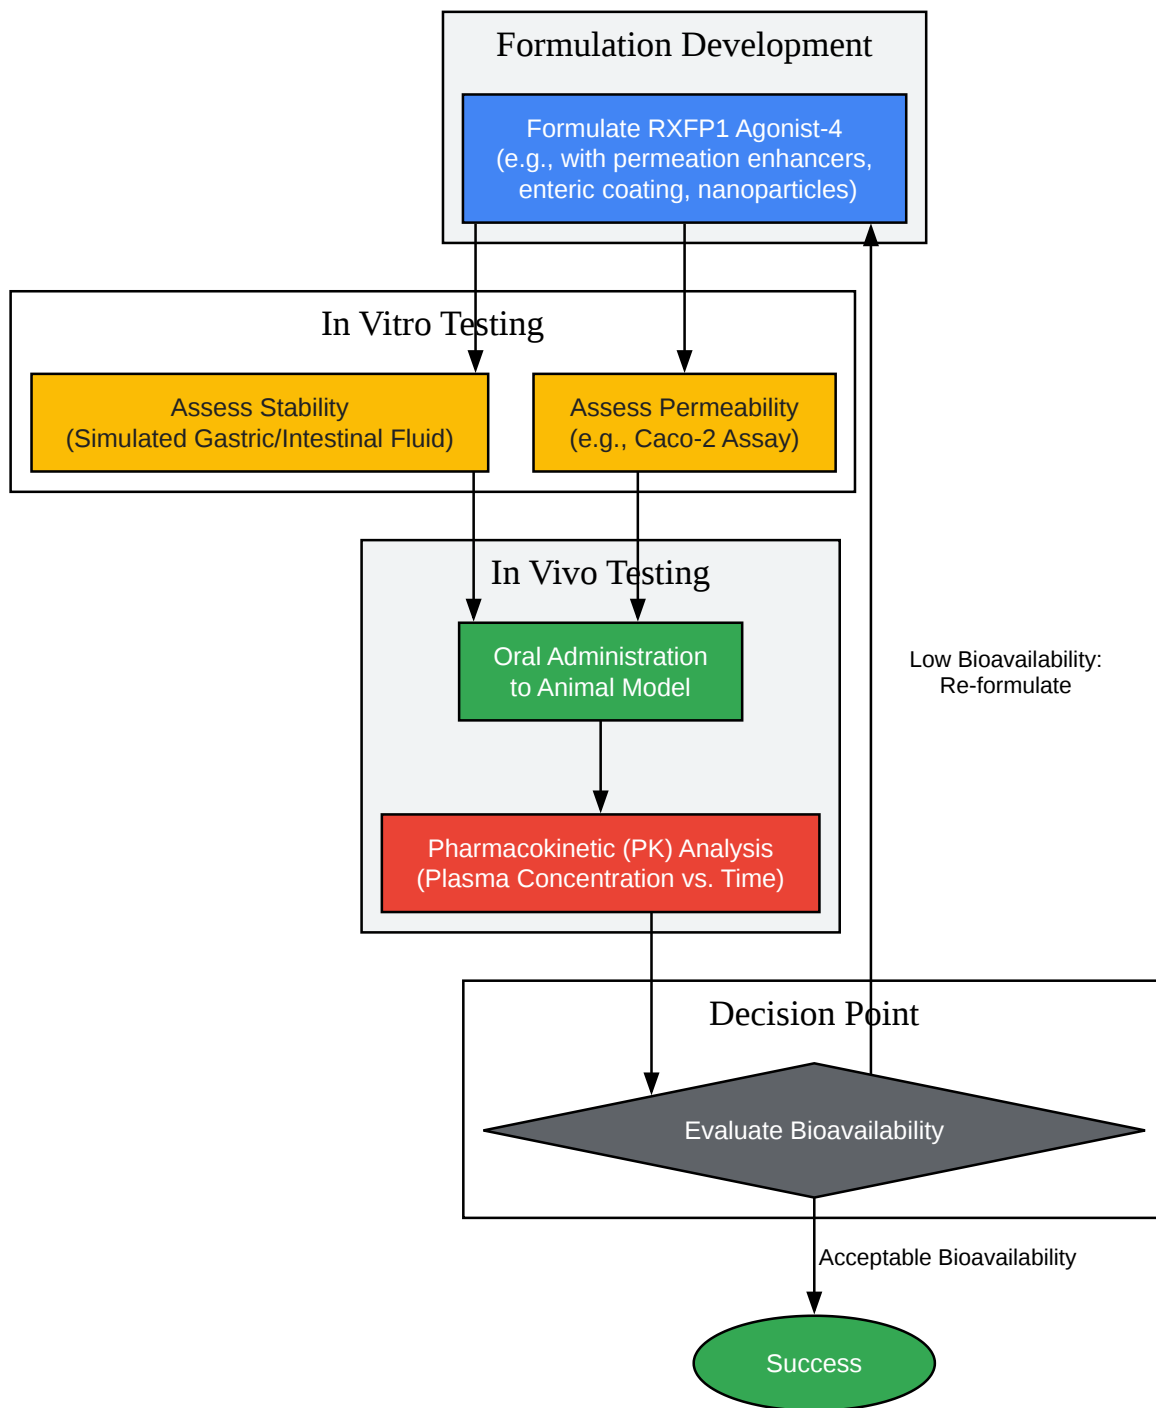 Formulation Development
Formulate RXFP1 Agonist-4
(e.g., with permeation enhancers,
enteric coating, nanoparticles)
In Vitro Testing
Assess Stability
(Simulated Gastric/Intestinal Fluid)
Assess Permeability
(e.g., Caco-2 Assay)
In Vivo Testing
Oral Administration
to Animal Model
Low Bioavailability:
Re-formulate
Pharmacokinetic (PK) Analysis
(Plasma Concentration vs. Time)
Decision Point
Evaluate Bioavailability
Acceptable Bioavailability
Success